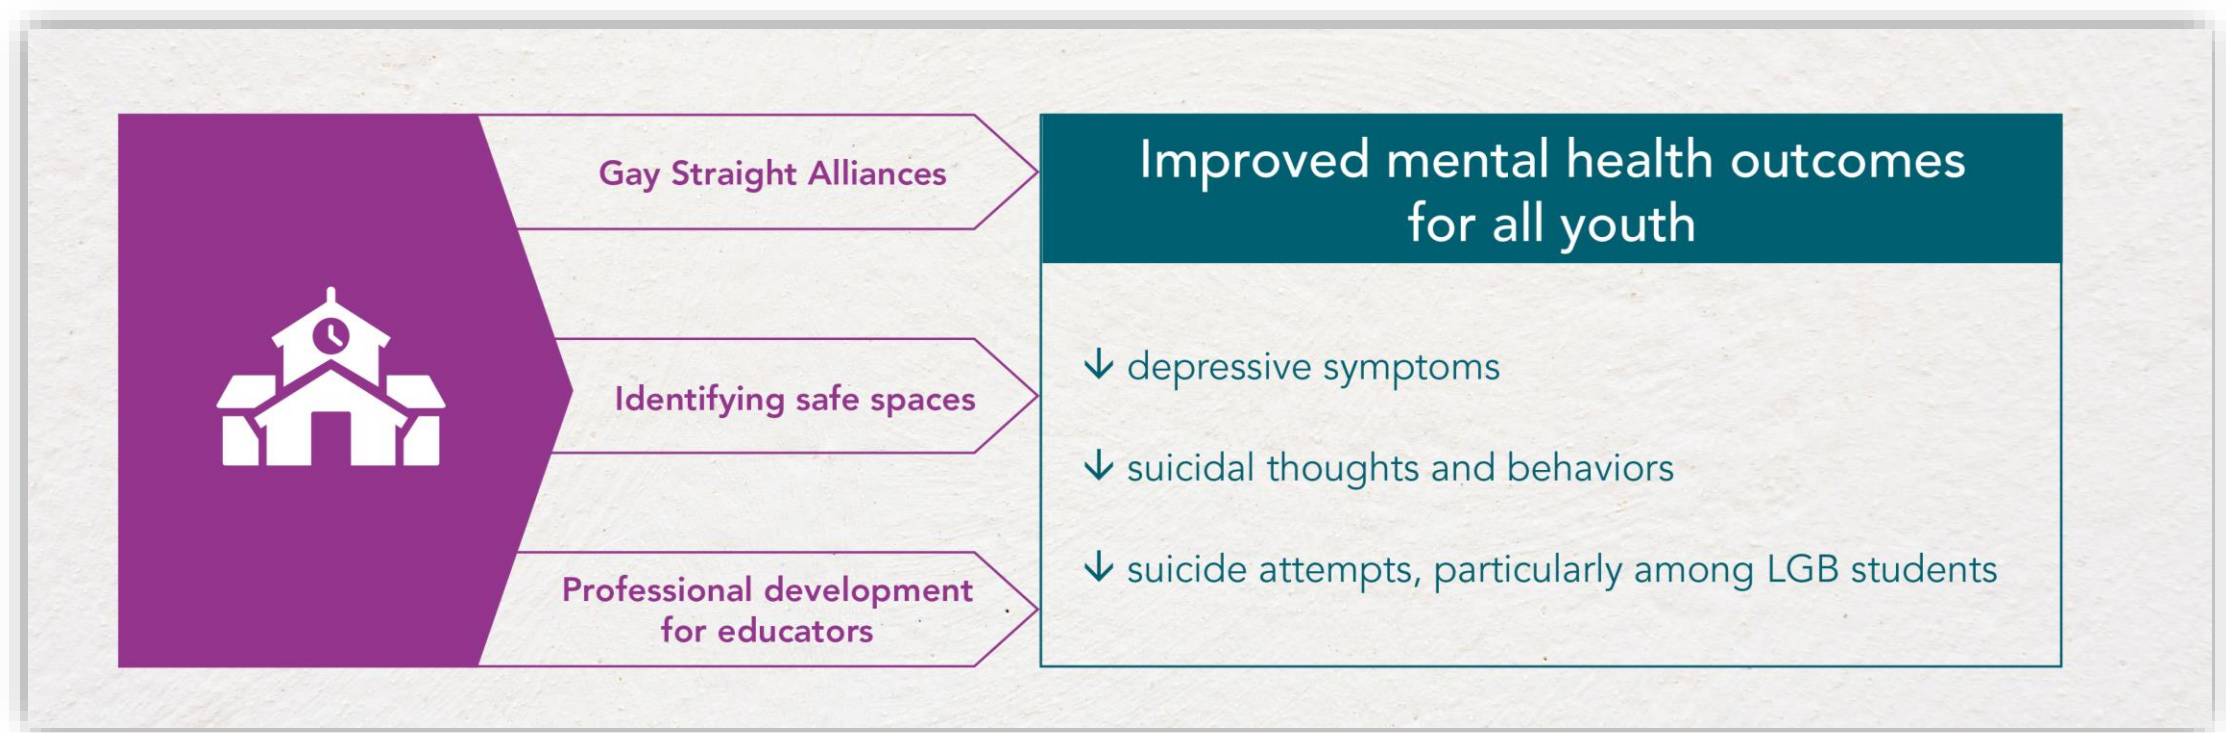 Gay Straight Alliances
Identifying safe spaces
Professional development
for educators
Improved mental health outcomes
for all youth
↓ depressive symptoms
↓ suicidal thoughts and behaviors
↓ suicide attempts, particularly among LGB students